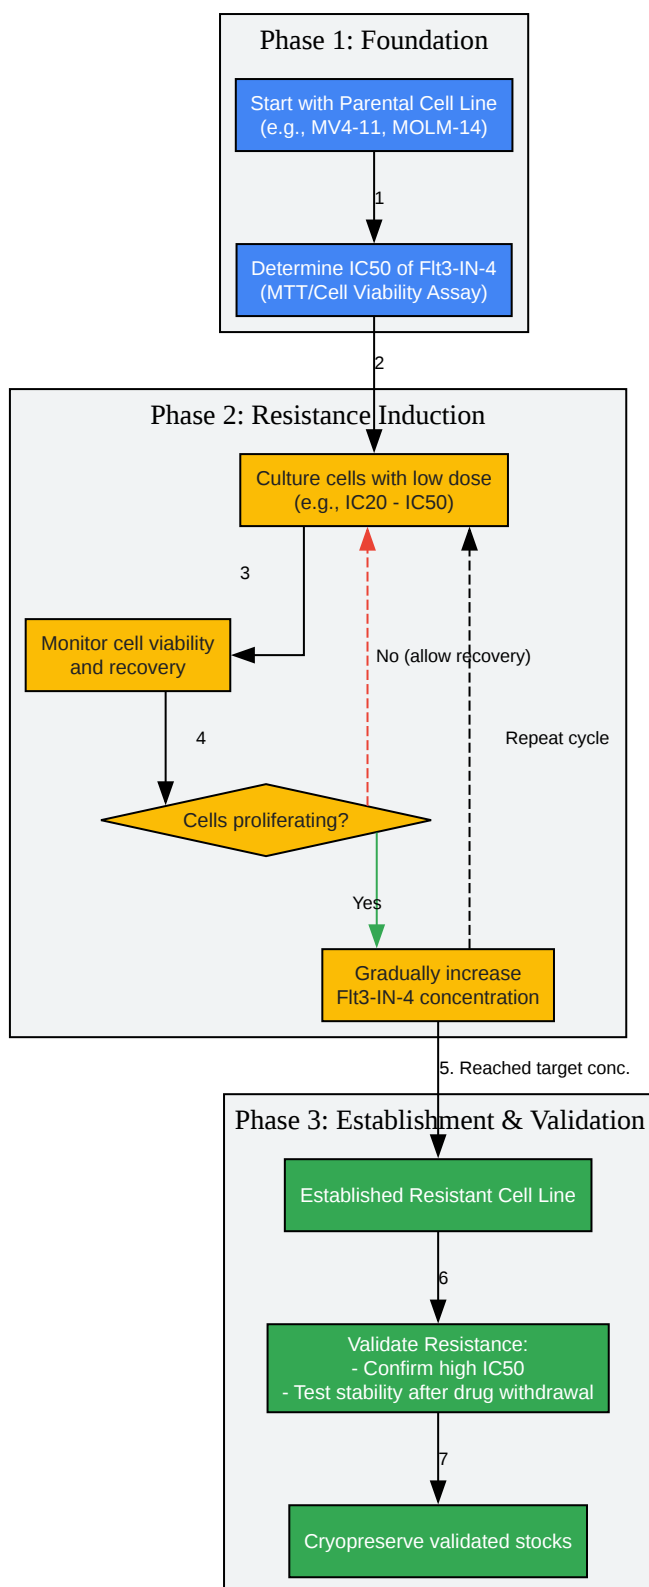 Phase 1: Foundation
Start with Parental Cell Line
(e.g., MV4-11, MOLM-14)
1
Determine IC50 of Flt3-IN-4
(MTT/Cell Viability Assay)
2
Phase 2: Resistance Induction
Culture cells with low dose
(e.g., IC20 - IC50)
3
Monitor cell viability
and recovery
No (allow recovery)
4
Repeat cycle
Cells proliferating?
Yes
Gradually increase
Flt3-IN-4 concentration
5. Reached target conc.
Phase 3: Establishment & Validation
Established Resistant Cell Line
6
Validate Resistance:
- Confirm high IC50
- Test stability after drug withdrawal
7
Cryopreserve validated stocks